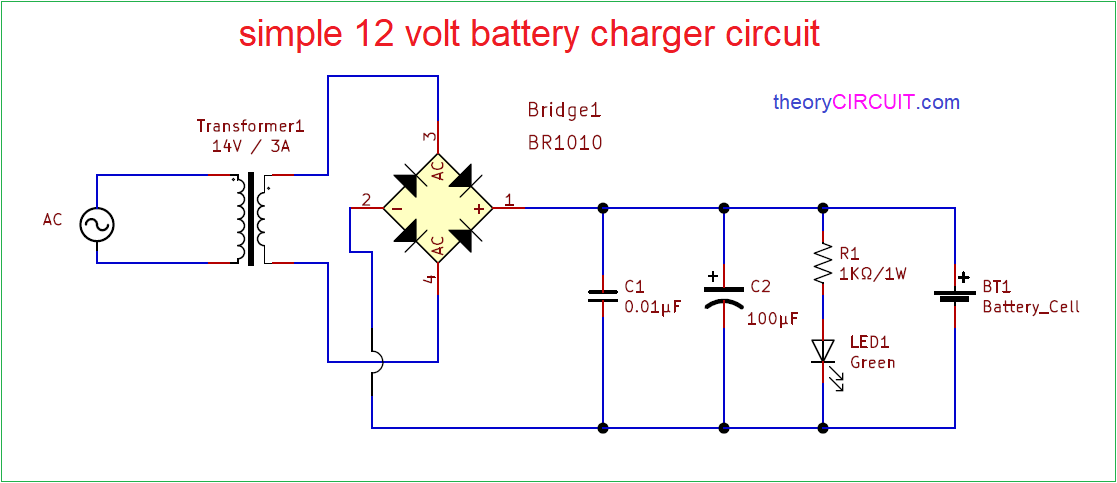 simple 12 volt battery charger circuit
theoryCIRCUIT.com
Bridge1
BR1010
Transformer1
14V / 3A
AC
3
AC
2
-
+
1
AC
4
C1
0.01µF
+
C2
100µF
R1
1KΩ/1W
LED1
Green
+
BT1
Battery_Cell